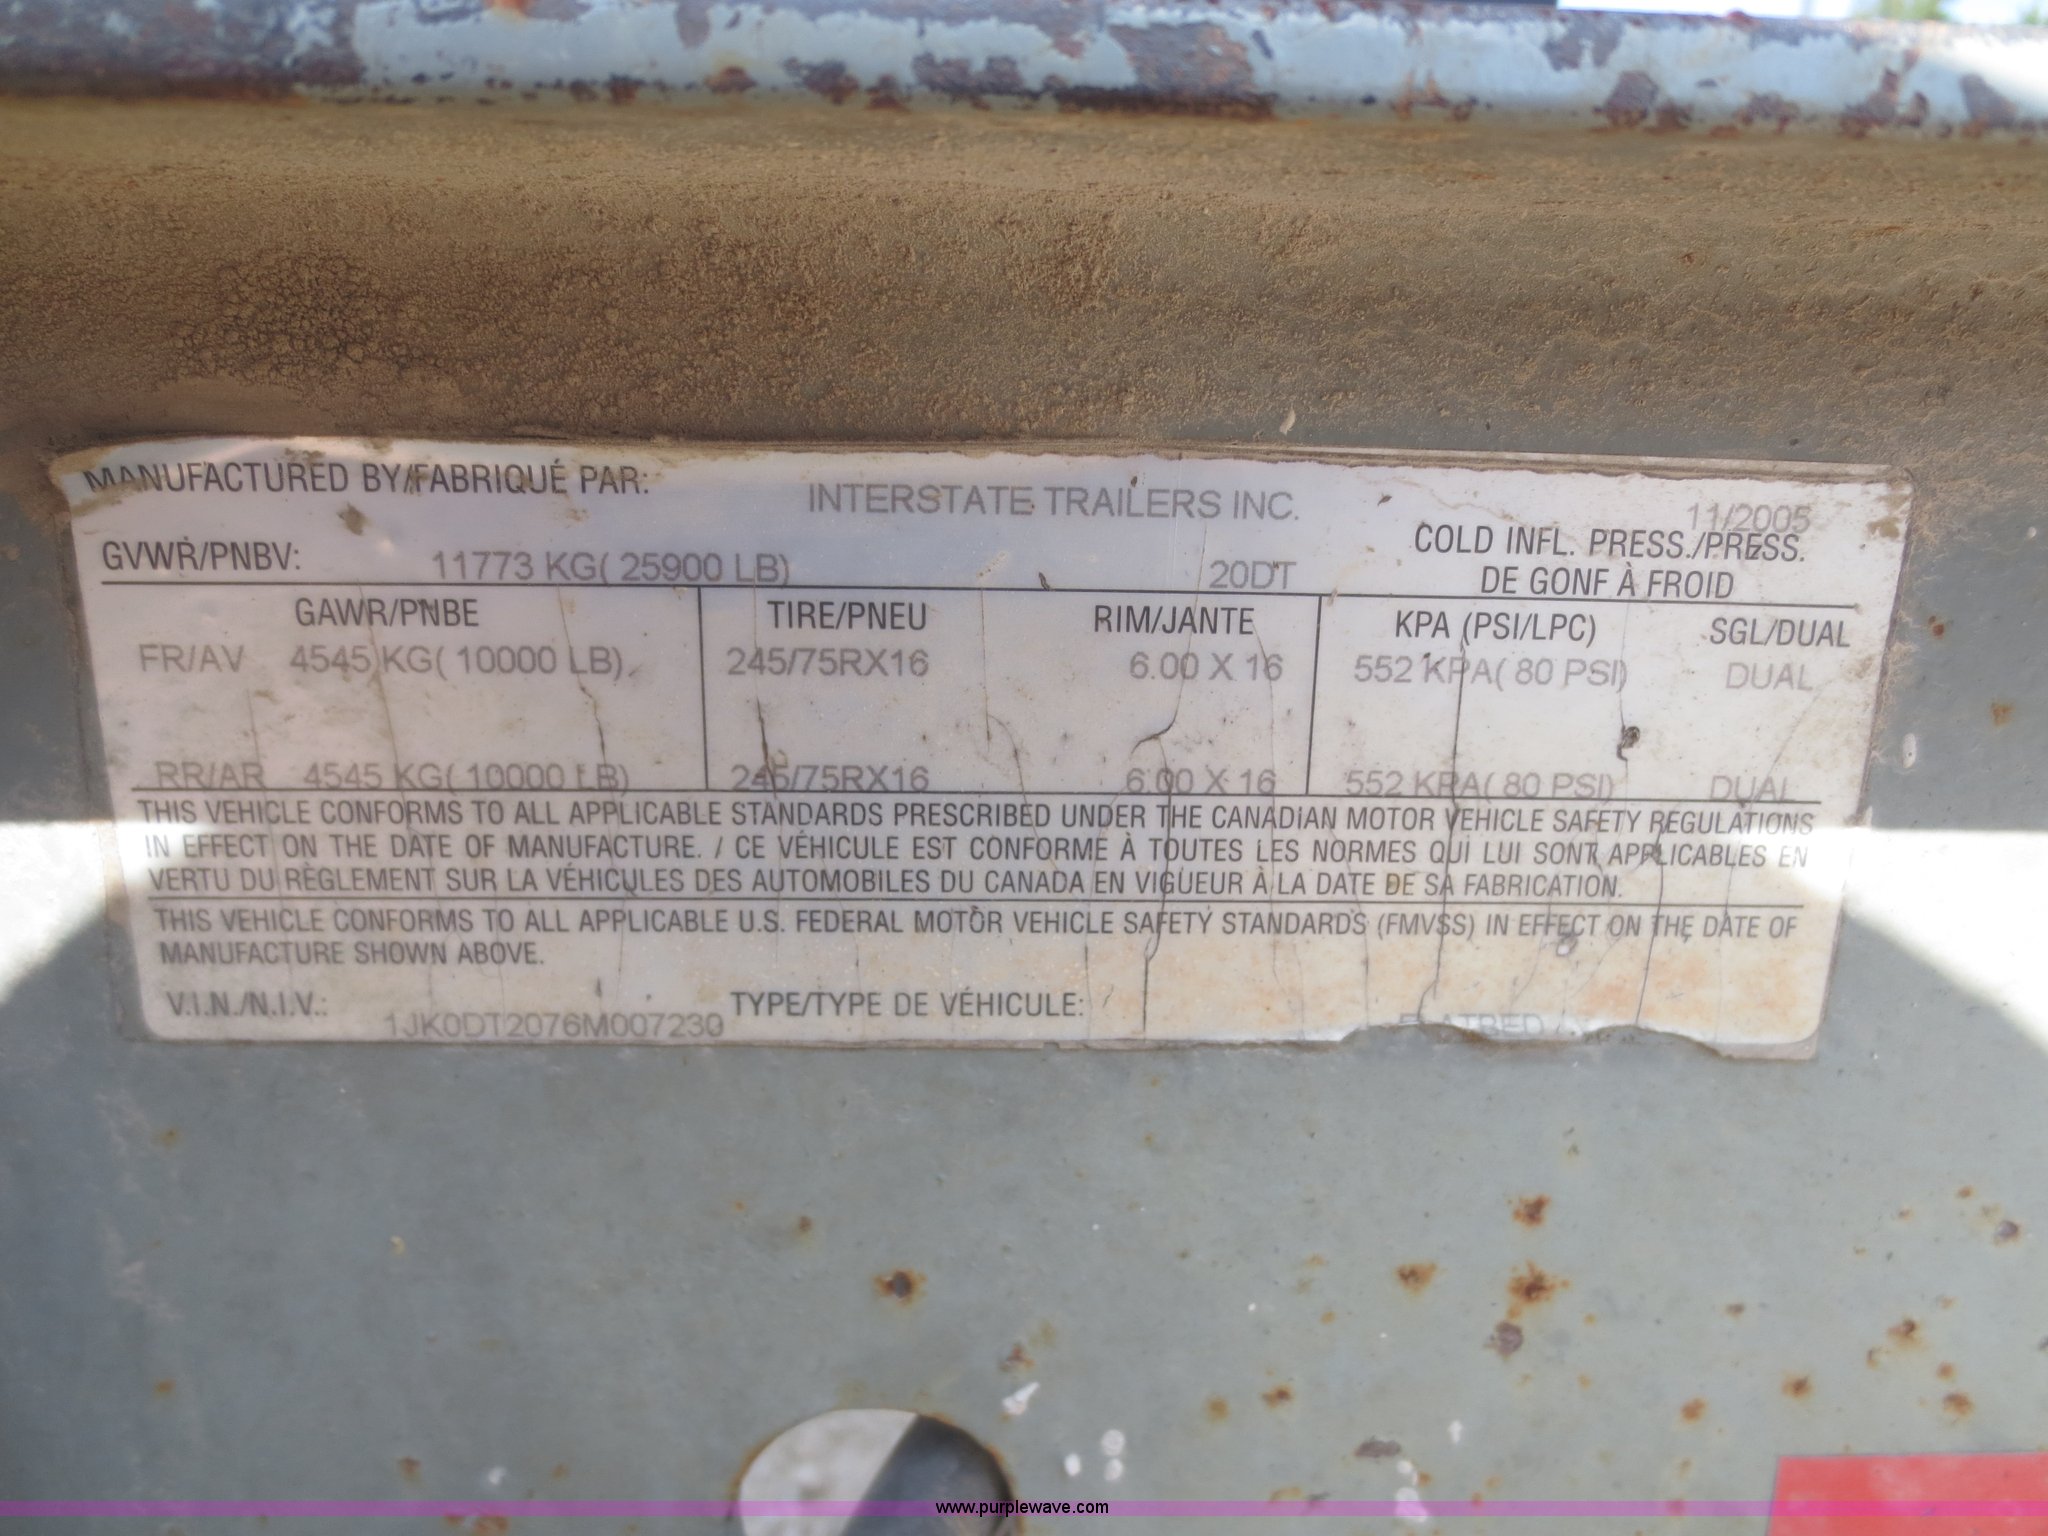 MANUFACTURED BY/FABRIQUÉ PAR: INTERSTATE TRAILERS INC. 11/2005
GVWR/PNBV: 11773 KG( 25900 LB) 20DT COLD INFL. PRESS./PRESS.
DE GONF À FROID
GAWR/PNBE TIRE/PNEU RIM/JANTE KPA (PSI/LPC) SGL/DUAL
FR/AV 4545 KG( 10000 LB) 245/75RX16 6.00 X 16 552 KPA( 80 PSI) DUAL
RR/AR 4545 KG( 10000 LB) 245/75RX16 6.00 X 16 552 KPA( 80 PSI) DUAL
THIS VEHICLE CONFORMS TO ALL APPLICABLE STANDARDS PRESCRIBED UNDER THE CANADIAN MOTOR VEHICLE SAFETY REGULATIONS
IN EFFECT ON THE DATE OF MANUFACTURE. / CE VÉHICULE EST CONFORME À TOUTES LES NORMES QUI LUI SONT APPLICABLES EN
VERTU DU RÈGLEMENT SUR LA VÉHICULES DES AUTOMOBILES DU CANADA EN VIGUEUR À LA DATE DE SA FABRICATION.
THIS VEHICLE CONFORMS TO ALL APPLICABLE U.S. FEDERAL MOTOR VEHICLE SAFETY STANDARDS (FMVSS) IN EFFECT ON THE DATE OF
MANUFACTURE SHOWN ABOVE.
V.I.N./N.I.V.: 1JK0DT2076M007230 TYPE/TYPE DE VÉHICULE: FLATBED /
www.purplewave.com